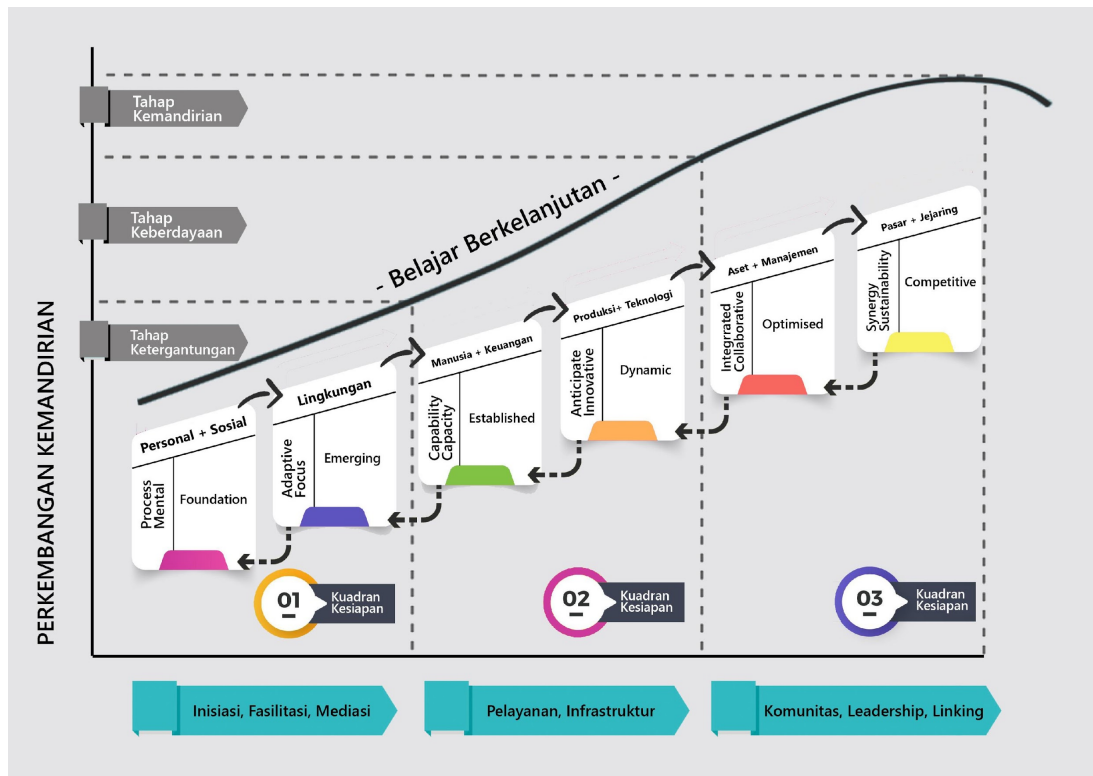 Tahap
Kemandirian
Tahap
Keberdayaan
Tahap
Ketergantungan
PERKEMBANGAN KEMANDIRIAN
- Belajar Berkelanjutan -
Personal + Sosial
Process
Mental
Foundation
Lingkungan
Adaptive
Focus
Emerging
Manusia + Keuangan
Capability
Capacity
Established
Produksi+ Teknologi
Anticipate
Innovative
Dynamic
Aset + Manajemen
Integrrated
Collaborative
Optimised
Pasar + Jejaring
Synergy
Sustainability
Competitive
01
Kuadran
Kesiapan
02
Kuadran
Kesiapan
03
Kuadran
Kesiapan
Inisiasi, Fasilitasi, Mediasi
Pelayanan, Infrastruktur
Komunitas, Leadership, Linking